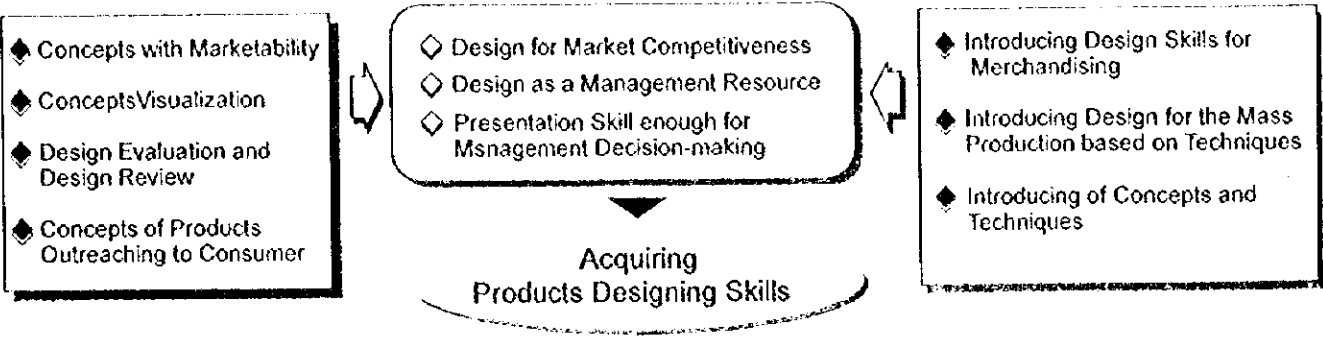 Concepts with Marketability
ConceptsVisualization
Design Evaluation and
Design Review
Concepts of Products
Outreaching to Consumer
Design for Market Competitiveness
Design as a Management Resource
Presentation Skill enough for
Msnagement Decision-making
Acquiring
Products Designing Skills
Introducing Design Skills for
Merchandising
Introducing Design for the Mass
Production based on Techniques
Introducing of Concepts and
Techniques